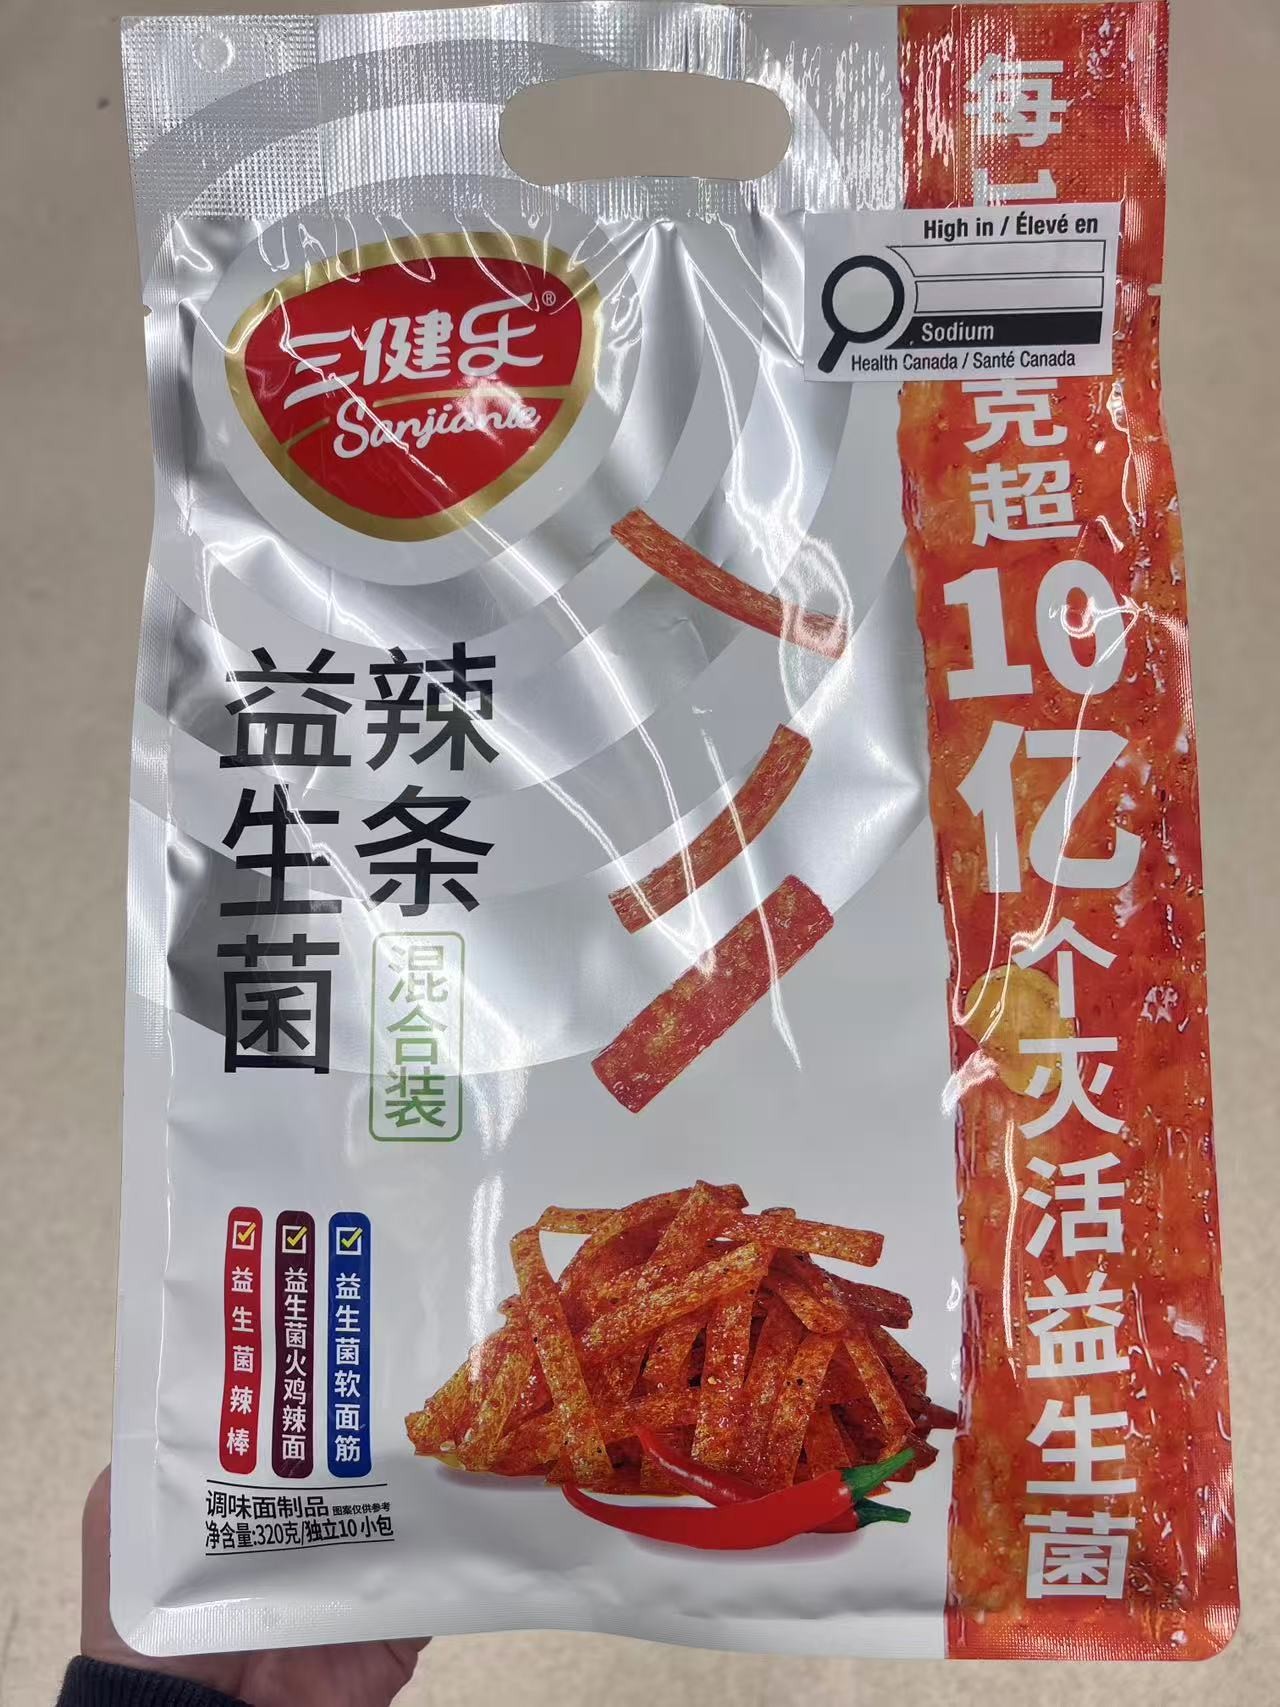 三健乐®
Sanjianle
High in / Élevé en
Sodium
Health Canada / Santé Canada
益生菌
辣条
混合装
益生菌辣棒
益生菌火鸡辣面
益生菌软面筋
调味面制品 图案仅供参考
净含量:320克/独立10小包
每
克超10亿个灭活益生菌